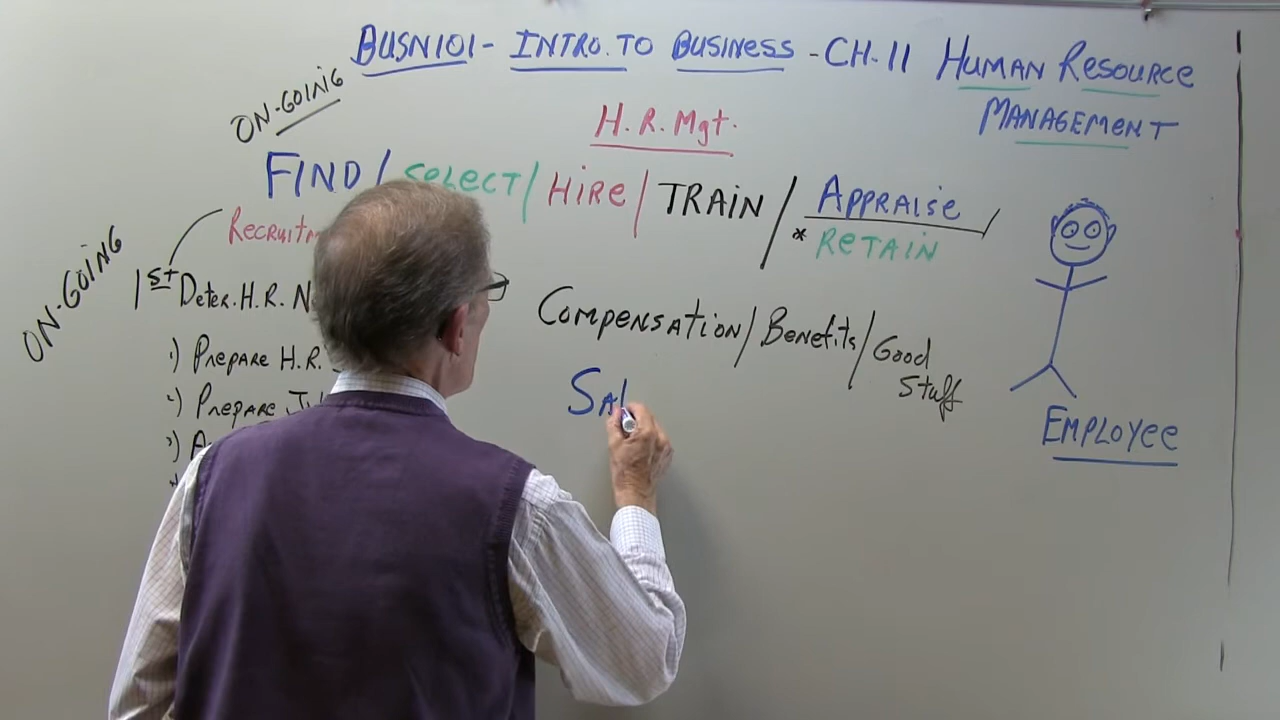 BUSN101 - INTRO. TO BUSINESS - CH. 11 HUMAN RESOURCE
MANAGEMENT
ON-GOING
H.R. Mgt.
FIND / SELECT / HIRE / TRAIN / APPRAISE /
* RETAIN
ON-GOING
1st DETER. H.R.
COMPENSATION / BENEFITS / GOOD
STUFF
1) PREPARE H.R.
2) PREPARE
3)
SAL
EMPLOYEE